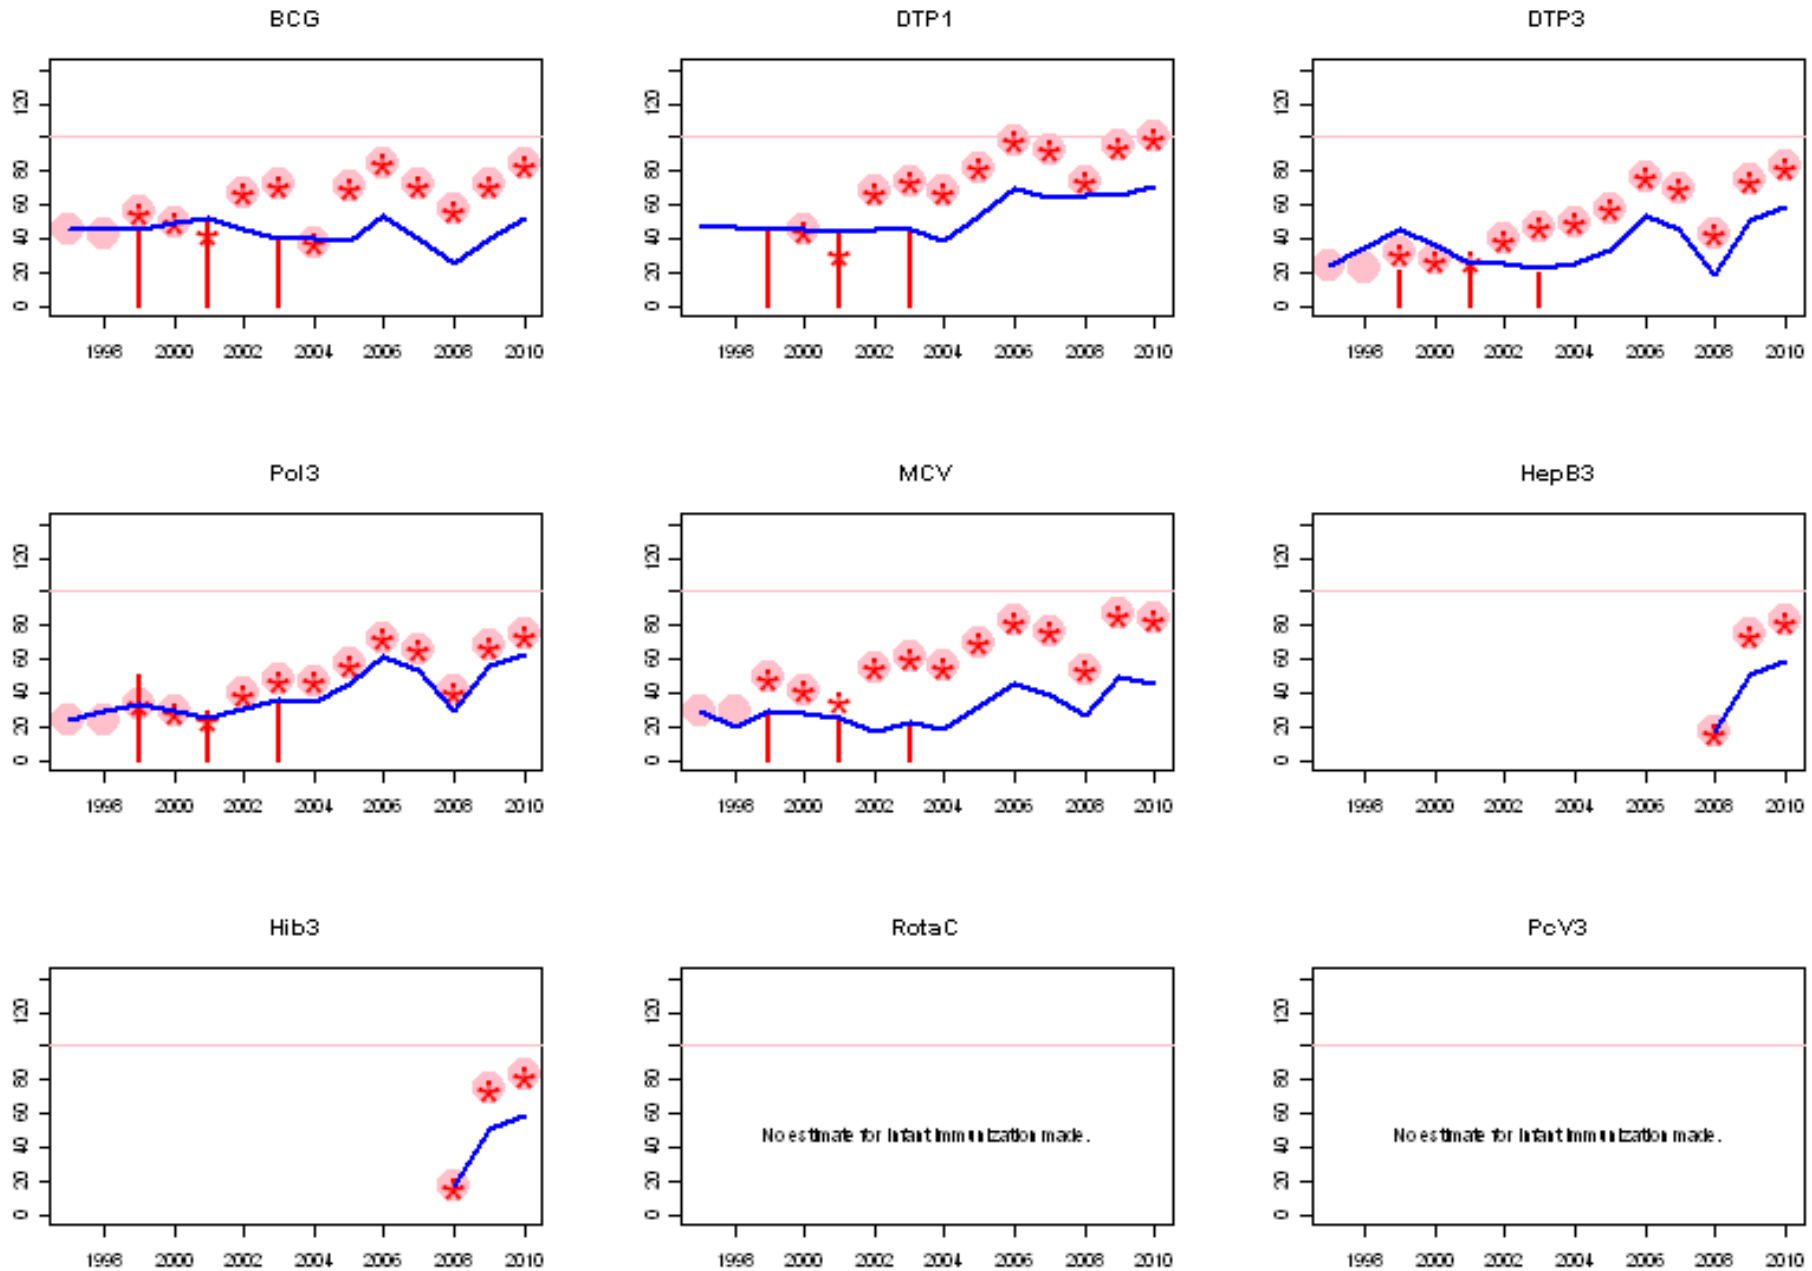 BCG DTP1 DTP3
120 120 120
80 80 80
60 60 60
40 40 40
20 20 20
0 0 0
1998 2000 2002 2004 2006 2008 2010 1998 2000 2002 2004 2006 2008 2010 1998 2000 2002 2004 2006 2008 2010
Pol3 MCV HepB3
120 120 120
80 80 80
60 60 60
40 40 40
20 20 20
0 0 0
1998 2000 2002 2004 2006 2008 2010 1998 2000 2002 2004 2006 2008 2010 1998 2000 2002 2004 2006 2008 2010
Hib3 RotaC PcV3
120 120 120
80 80 80
60 60 60
No estimate for infant immunization made. No estimate for infant immunization made.
40 40 40
20 20 20
0 0 0
1998 2000 2002 2004 2006 2008 2010 1998 2000 2002 2004 2006 2008 2010 1998 2000 2002 2004 2006 2008 2010